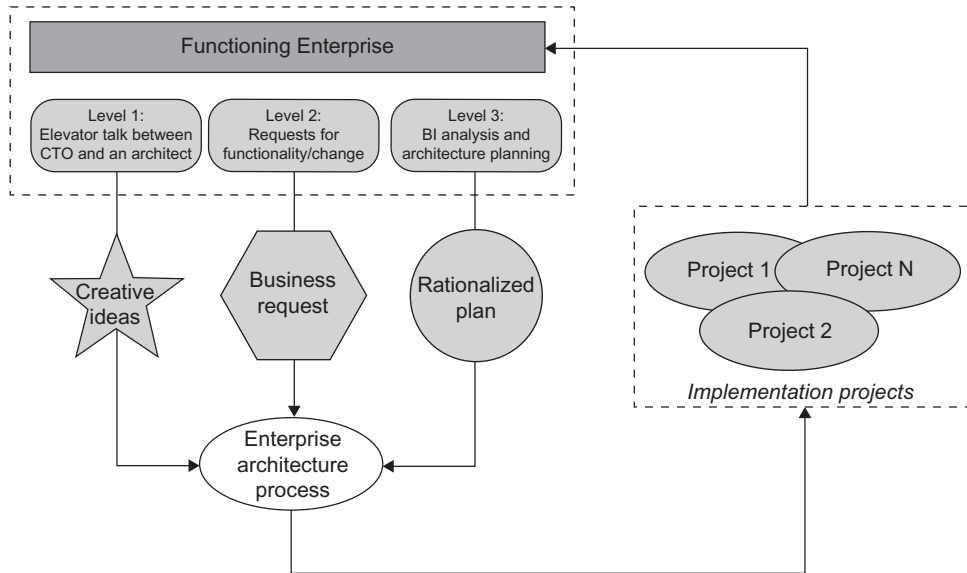 Functioning Enterprise
Level 1:
Elevator talk between
CTO and an architect
Level 2:
Requests for
functionality/change
Level 3:
BI analysis and
architecture planning
Creative
ideas
Business
request
Rationalized
plan
Project 1
Project N
Project 2
Implementation projects
Enterprise
architecture
process